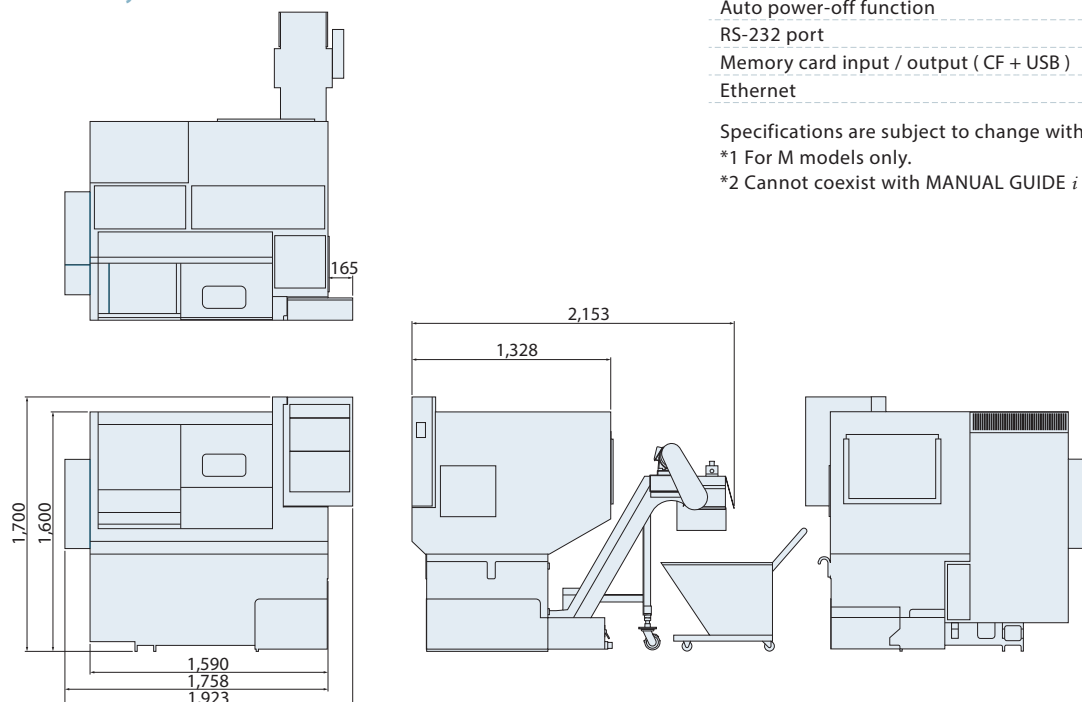 Auto power-off function
RS-232 port
Memory card input / output ( CF + USB )
Ethernet
Specifications are subject to change with
*1 For M models only.
*2 Cannot coexist with MANUAL GUIDE i
165
2,153
1,328
1,700
1,600
1,590
1,758
1,923